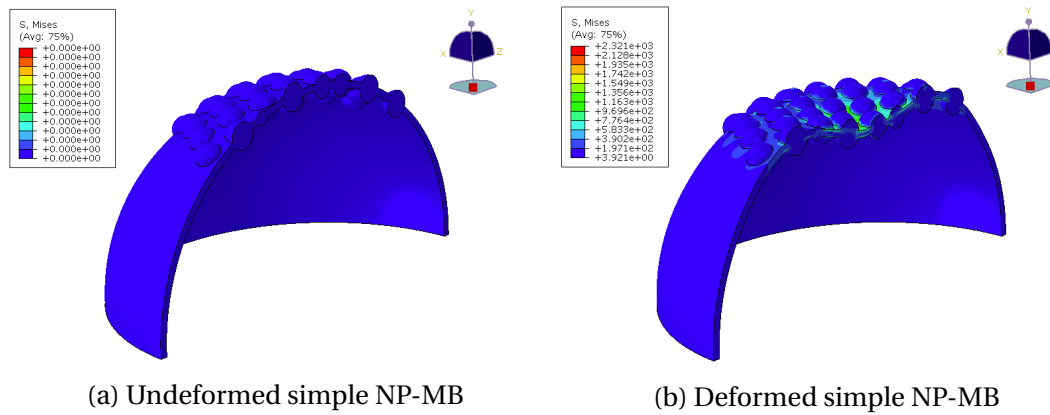 S, Mises
(Avg: 75%)
+0.000e+00
+0.000e+00
+0.000e+00
+0.000e+00
+0.000e+00
+0.000e+00
+0.000e+00
+0.000e+00
+0.000e+00
+0.000e+00
+0.000e+00
+0.000e+00
+0.000e+00
Y
X
Z
S, Mises
(Avg: 75%)
+2.321e+03
+2.128e+03
+1.935e+03
+1.742e+03
+1.549e+03
+1.356e+03
+1.163e+03
+9.696e+02
+7.764e+02
+5.833e+02
+3.902e+02
+1.971e+02
+3.921e+00
Y
X
(a) Undeformed simple NP-MB
(b) Deformed simple NP-MB